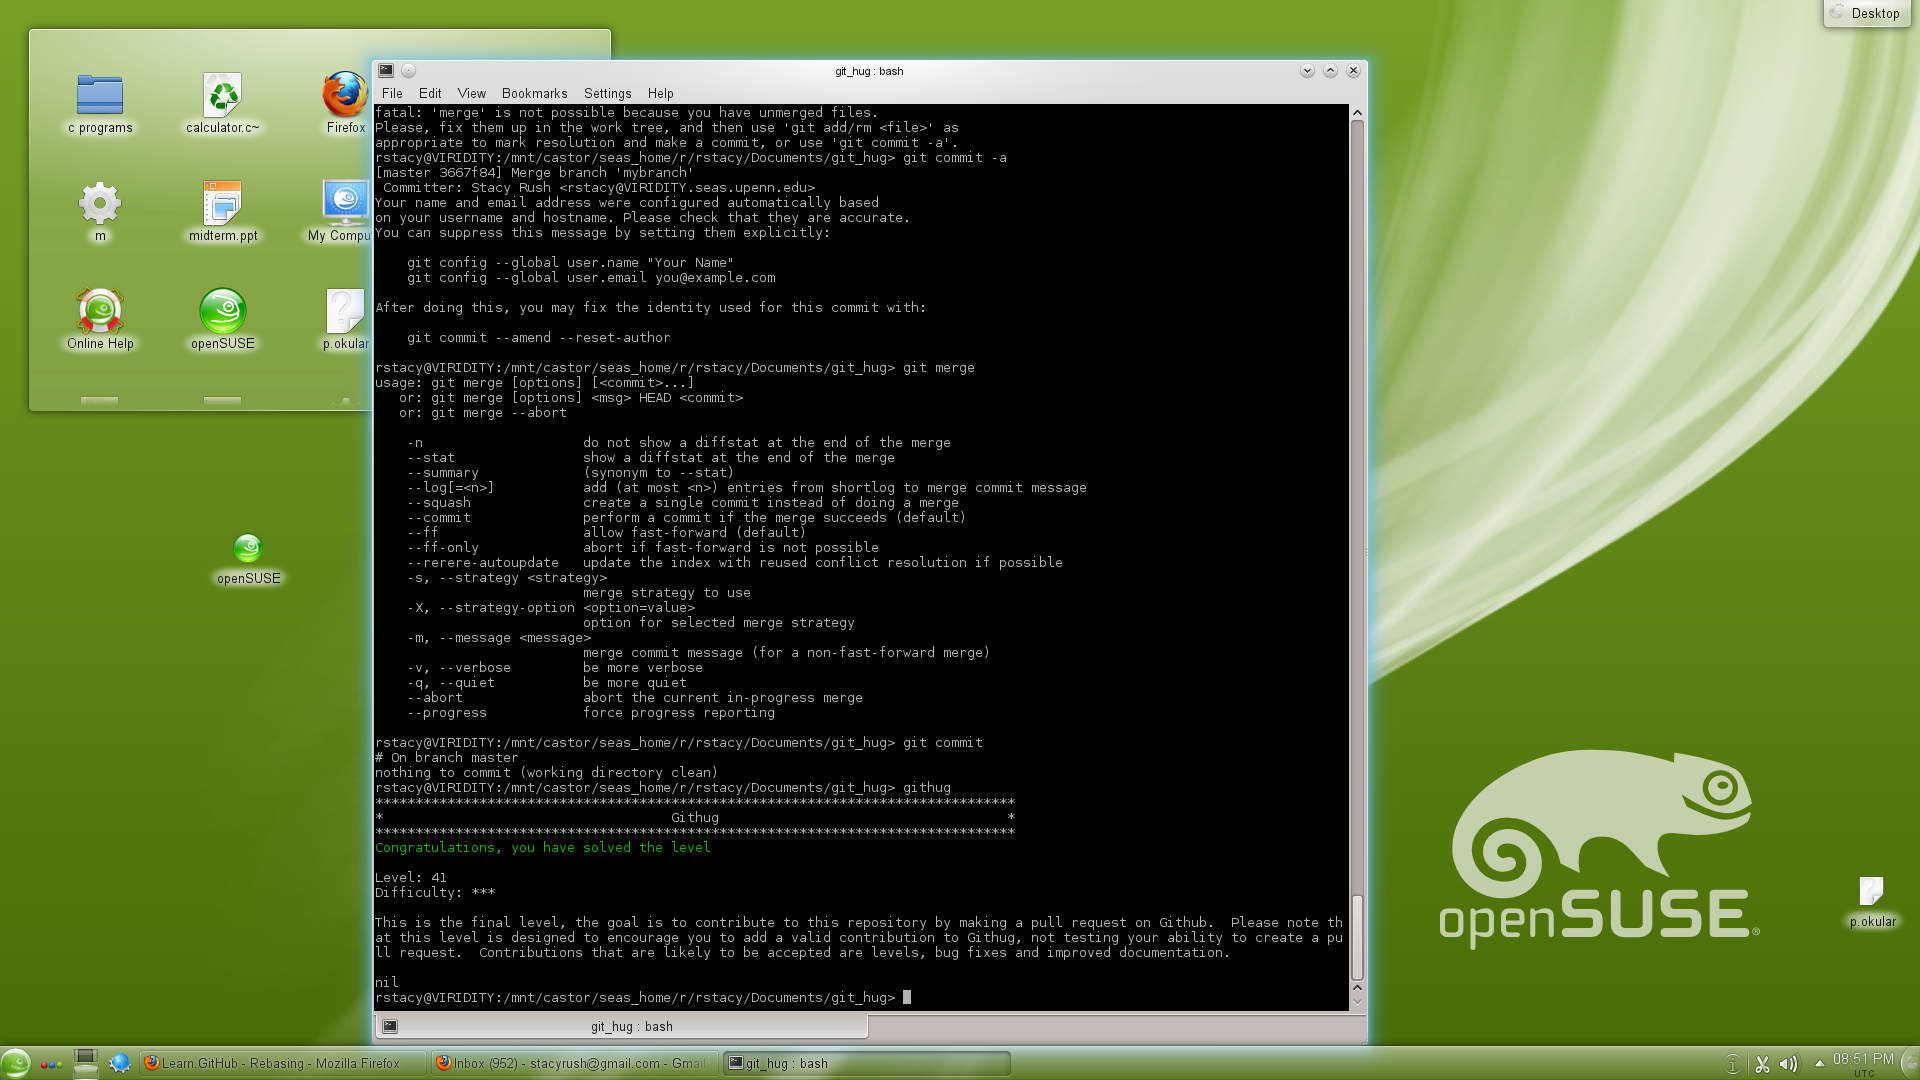 Desktop
c programs
calculator.c~
Firefox
m
midterm.ppt
My Compu
Online Help
openSUSE
p.okular
openSUSE
git_hug : bash
File Edit View Bookmarks Settings Help
fatal: 'merge' is not possible because you have unmerged files.
Please, fix them up in the work tree, and then use 'git add/rm <file>' as
appropriate to mark resolution and make a commit, or use 'git commit -a'.
rstacy@VIRIDITY:/mnt/castor/seas_home/r/rstacy/Documents/git_hug> git commit -a
[master 3667f84] Merge branch 'mybranch'
 Committer: Stacy Rush <rstacy@VIRIDITY.seas.upenn.edu>
Your name and email address were configured automatically based
on your username and hostname. Please check that they are accurate.
You can suppress this message by setting them explicitly:
    git config --global user.name "Your Name"
    git config --global user.email you@example.com
After doing this, you may fix the identity used for this commit with:
    git commit --amend --reset-author
rstacy@VIRIDITY:/mnt/castor/seas_home/r/rstacy/Documents/git_hug> git merge
usage: git merge [options] [<commit>...]
   or: git merge [options] <msg> HEAD <commit>
   or: git merge --abort
    -n                    do not show a diffstat at the end of the merge
    --stat                show a diffstat at the end of the merge
    --summary             (synonym to --stat)
    --log[=<n>]           add (at most <n>) entries from shortlog to merge commit message
    --squash              create a single commit instead of doing a merge
    --commit              perform a commit if the merge succeeds (default)
    --ff                  allow fast-forward (default)
    --ff-only             abort if fast-forward is not possible
    --rerere-autoupdate   update the index with reused conflict resolution if possible
    -s, --strategy <strategy>
                          merge strategy to use
    -X, --strategy-option <option=value>
                          option for selected merge strategy
    -m, --message <message>
                          merge commit message (for a non-fast-forward merge)
    -v, --verbose         be more verbose
    -q, --quiet           be more quiet
    --abort               abort the current in-progress merge
    --progress            force progress reporting
rstacy@VIRIDITY:/mnt/castor/seas_home/r/rstacy/Documents/git_hug> git commit
# On branch master
nothing to commit (working directory clean)
rstacy@VIRIDITY:/mnt/castor/seas_home/r/rstacy/Documents/git_hug> githug
********************************************************************************
*                                    Githug                                    *
********************************************************************************
Congratulations, you have solved the level
Level: 41
Difficulty: ***
This is the final level, the goal is to contribute to this repository by making a pull request on Github.  Please note th
at this level is designed to encourage you to add a valid contribution to Githug, not testing your ability to create a pu
ll request.  Contributions that are likely to be accepted are levels, bug fixes and improved documentation.
nil
rstacy@VIRIDITY:/mnt/castor/seas_home/r/rstacy/Documents/git_hug>
git_hug : bash
openSUSE®
p.okular
Learn.GitHub - Rebasing - Mozilla Firefox
Inbox (952) - stacyrush@gmail.com - Gmai
git_hug : bash
08:51 PM
UTC